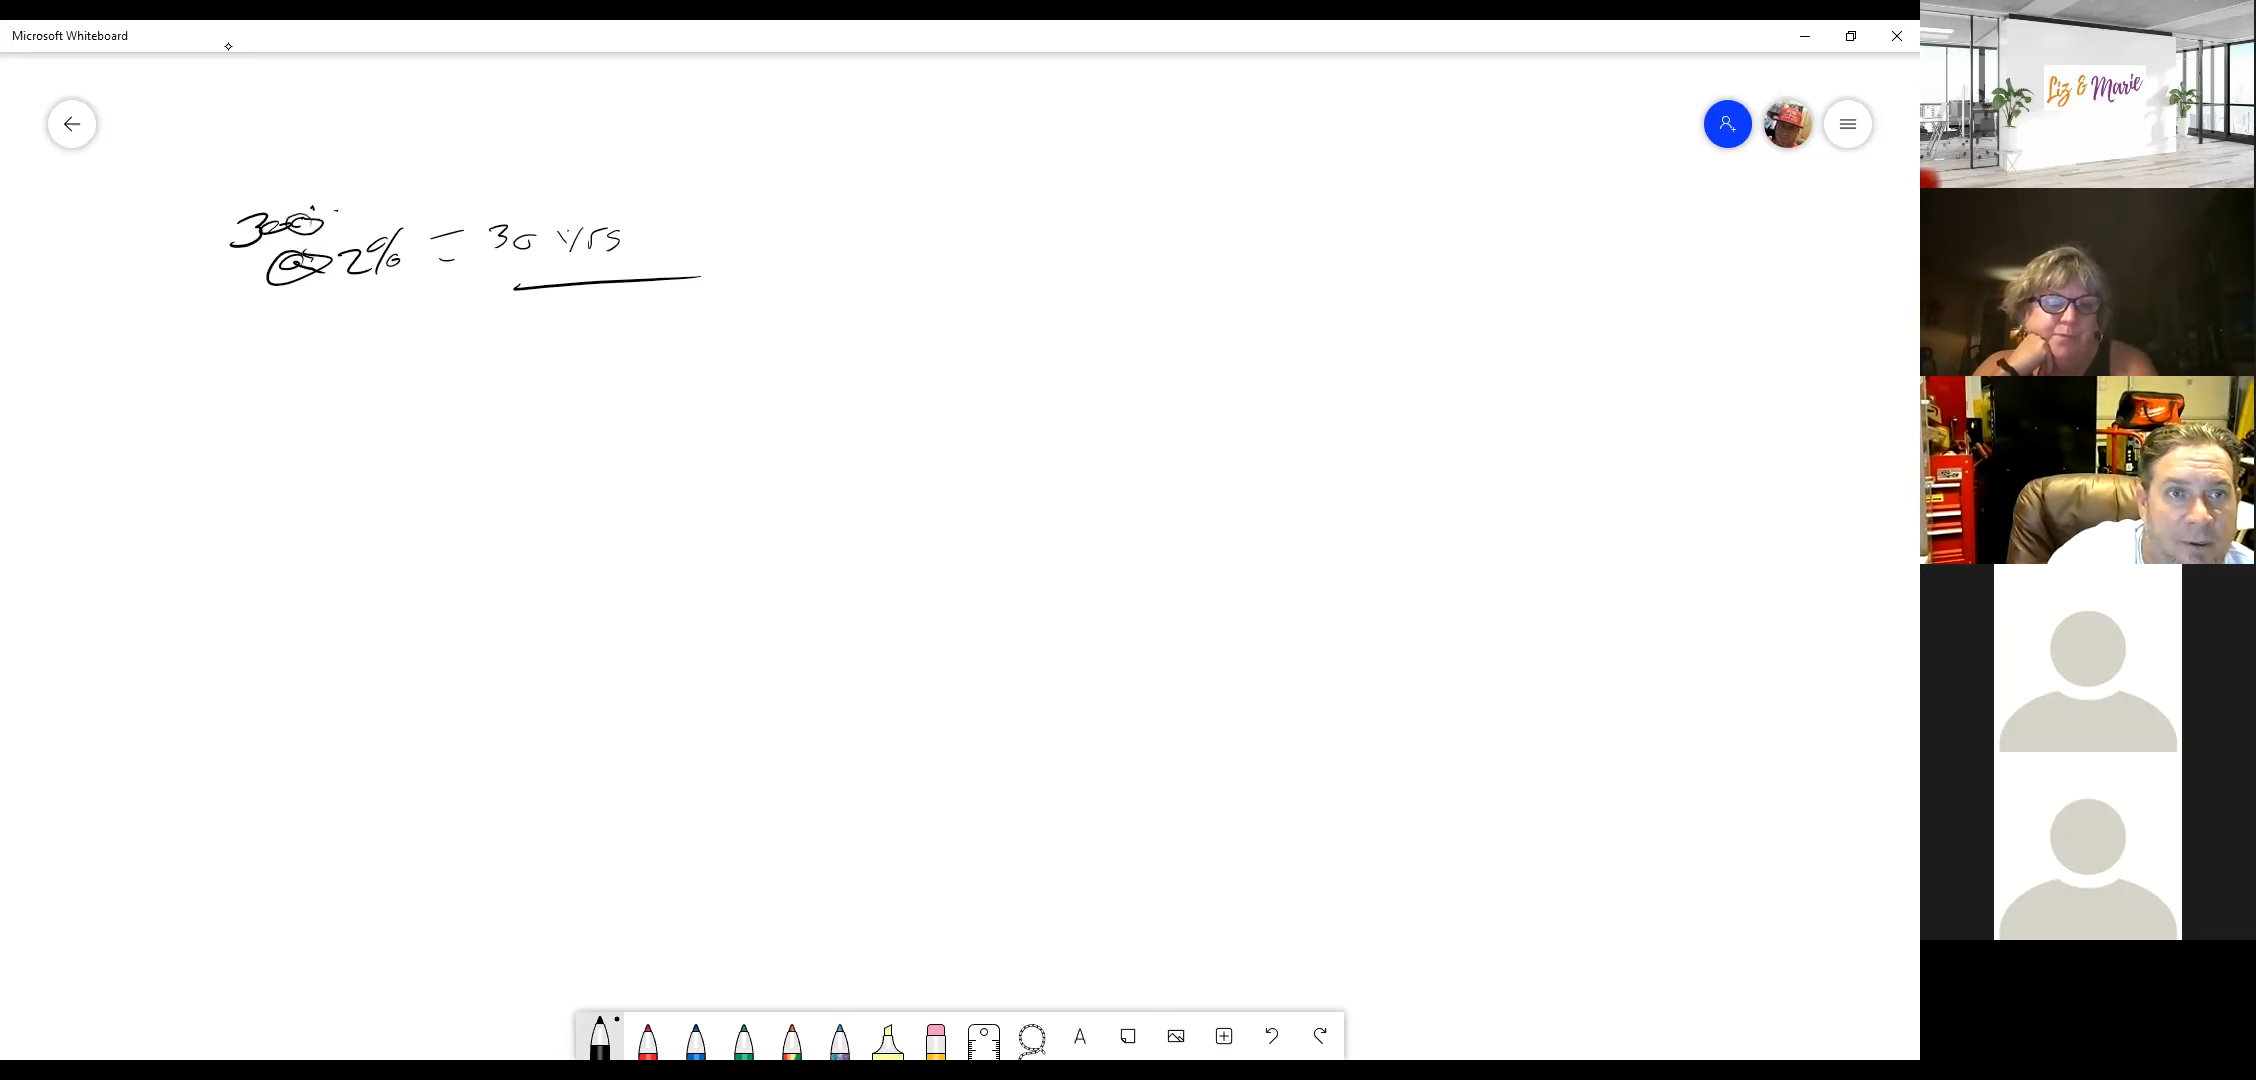 Microsoft Whiteboard
Liz & Marie
300
@ 2% = 30 yrs
A